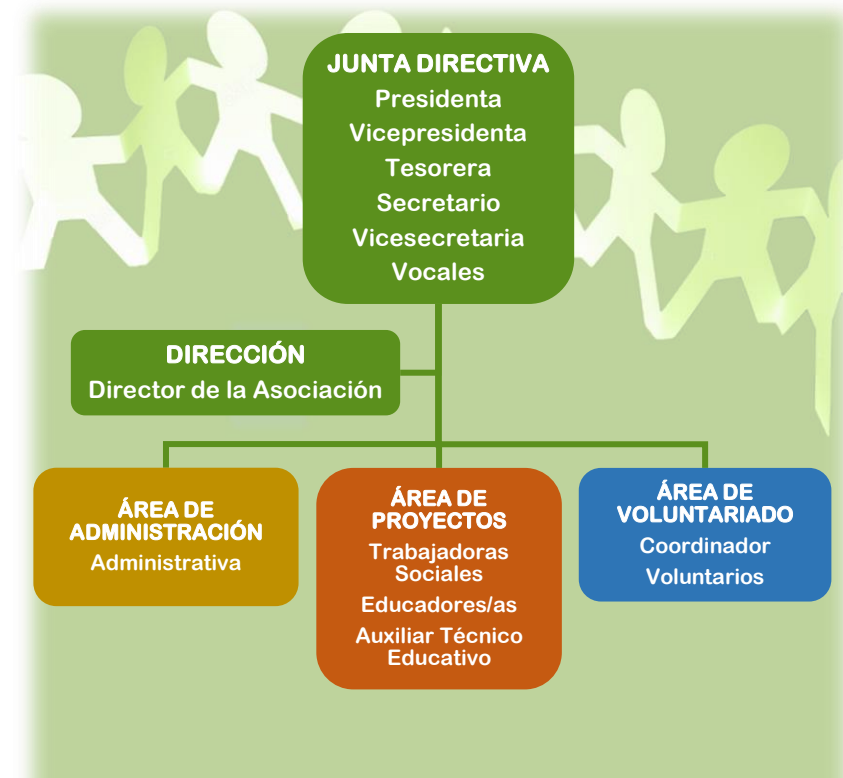 JUNTA DIRECTIVA
Presidenta
Vicepresidenta
Tesorera
Secretario
Vicesecretaria
Vocales
DIRECCIÓN
Director de la Asociación
ÁREA DE
ADMINISTRACIÓN
Administrativa
ÁREA DE
PROYECTOS
Trabajadoras
Sociales
Educadores/as
Auxiliar Técnico
Educativo
ÁREA DE
VOLUNTARIADO
Coordinador
Voluntarios